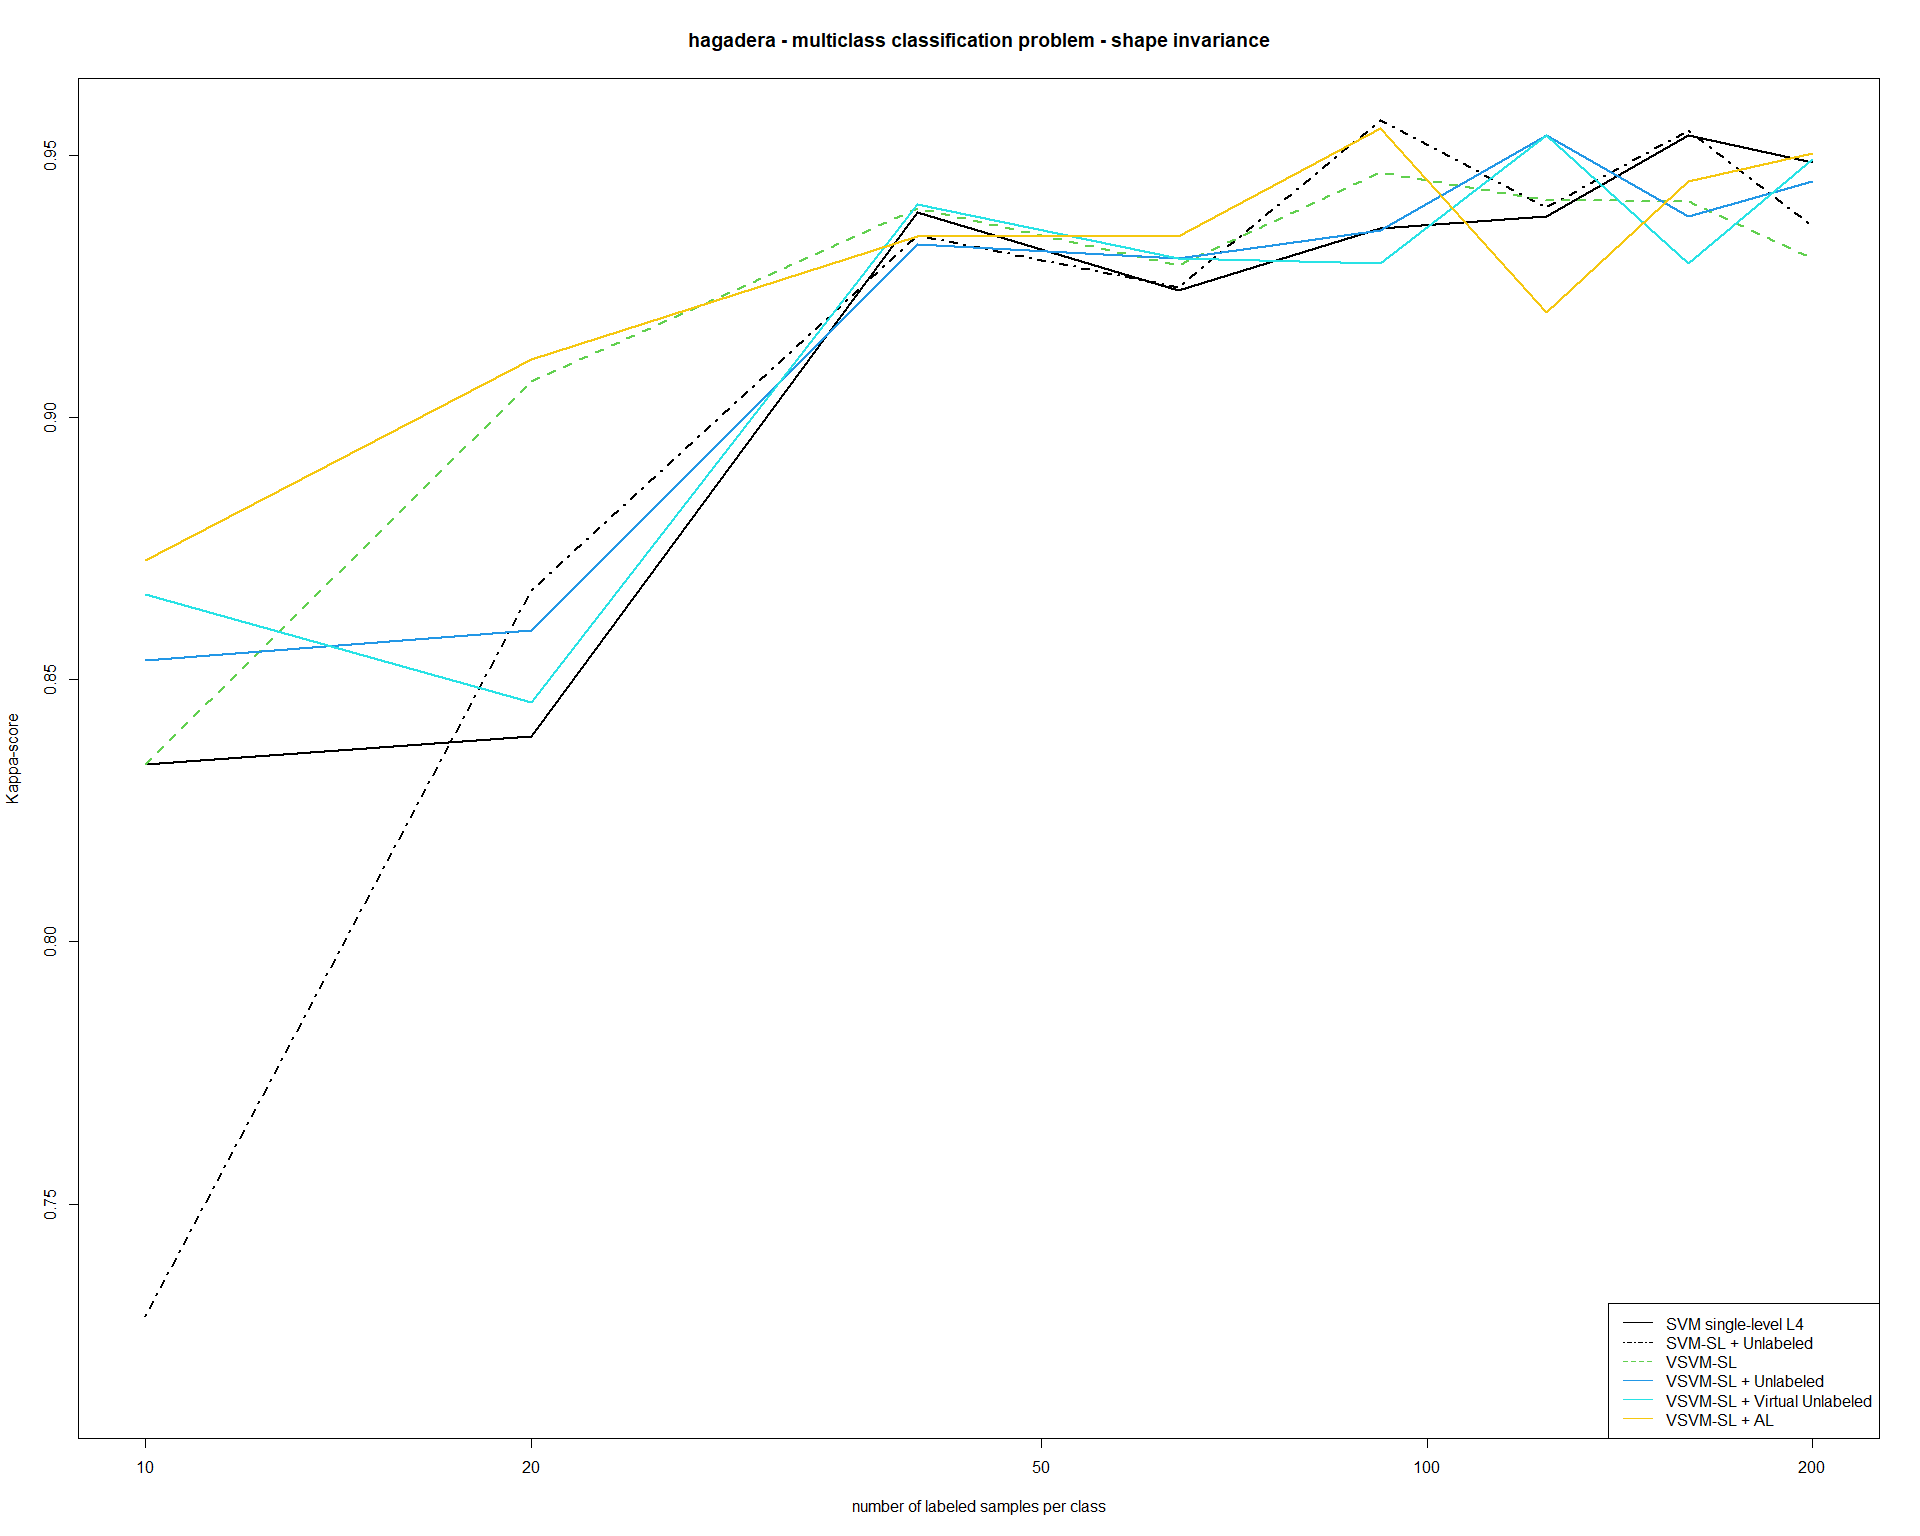 hagadera - multiclass classification problem - shape invariance
0.95
0.90
0.85
0.80
0.75
Kappa-score
10
20
50
100
200
number of labeled samples per class
SVM single-level L4
SVM-SL + Unlabeled
VSVM-SL
VSVM-SL + Unlabeled
VSVM-SL + Virtual Unlabeled
VSVM-SL + AL